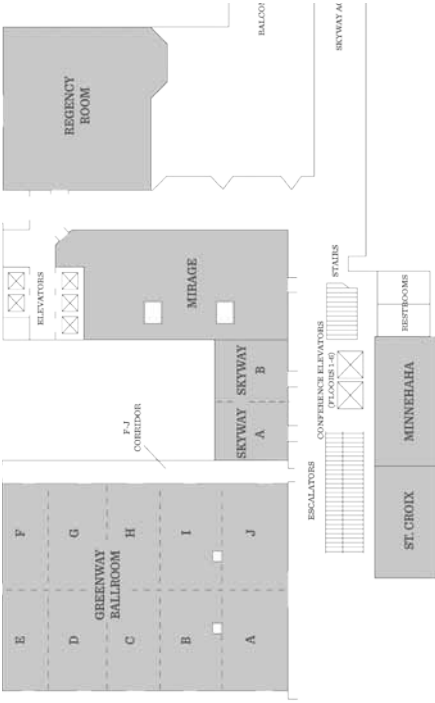 BALCO
SKYWAY A
REGENCY
ROOM
ELEVATORS
MIRAGE
STAIRS
RESTROOMS
CONFERENCE ELEVATORS
(FLOORS 1-6)
SKYWAY
B
SKYWAY
A
F-J
CORRIDOR
MINNEHAHA
ESCALATORS
ST. CROIX
GREENWAY
BALLROOM
F
G
H
I
J
E
D
C
B
A